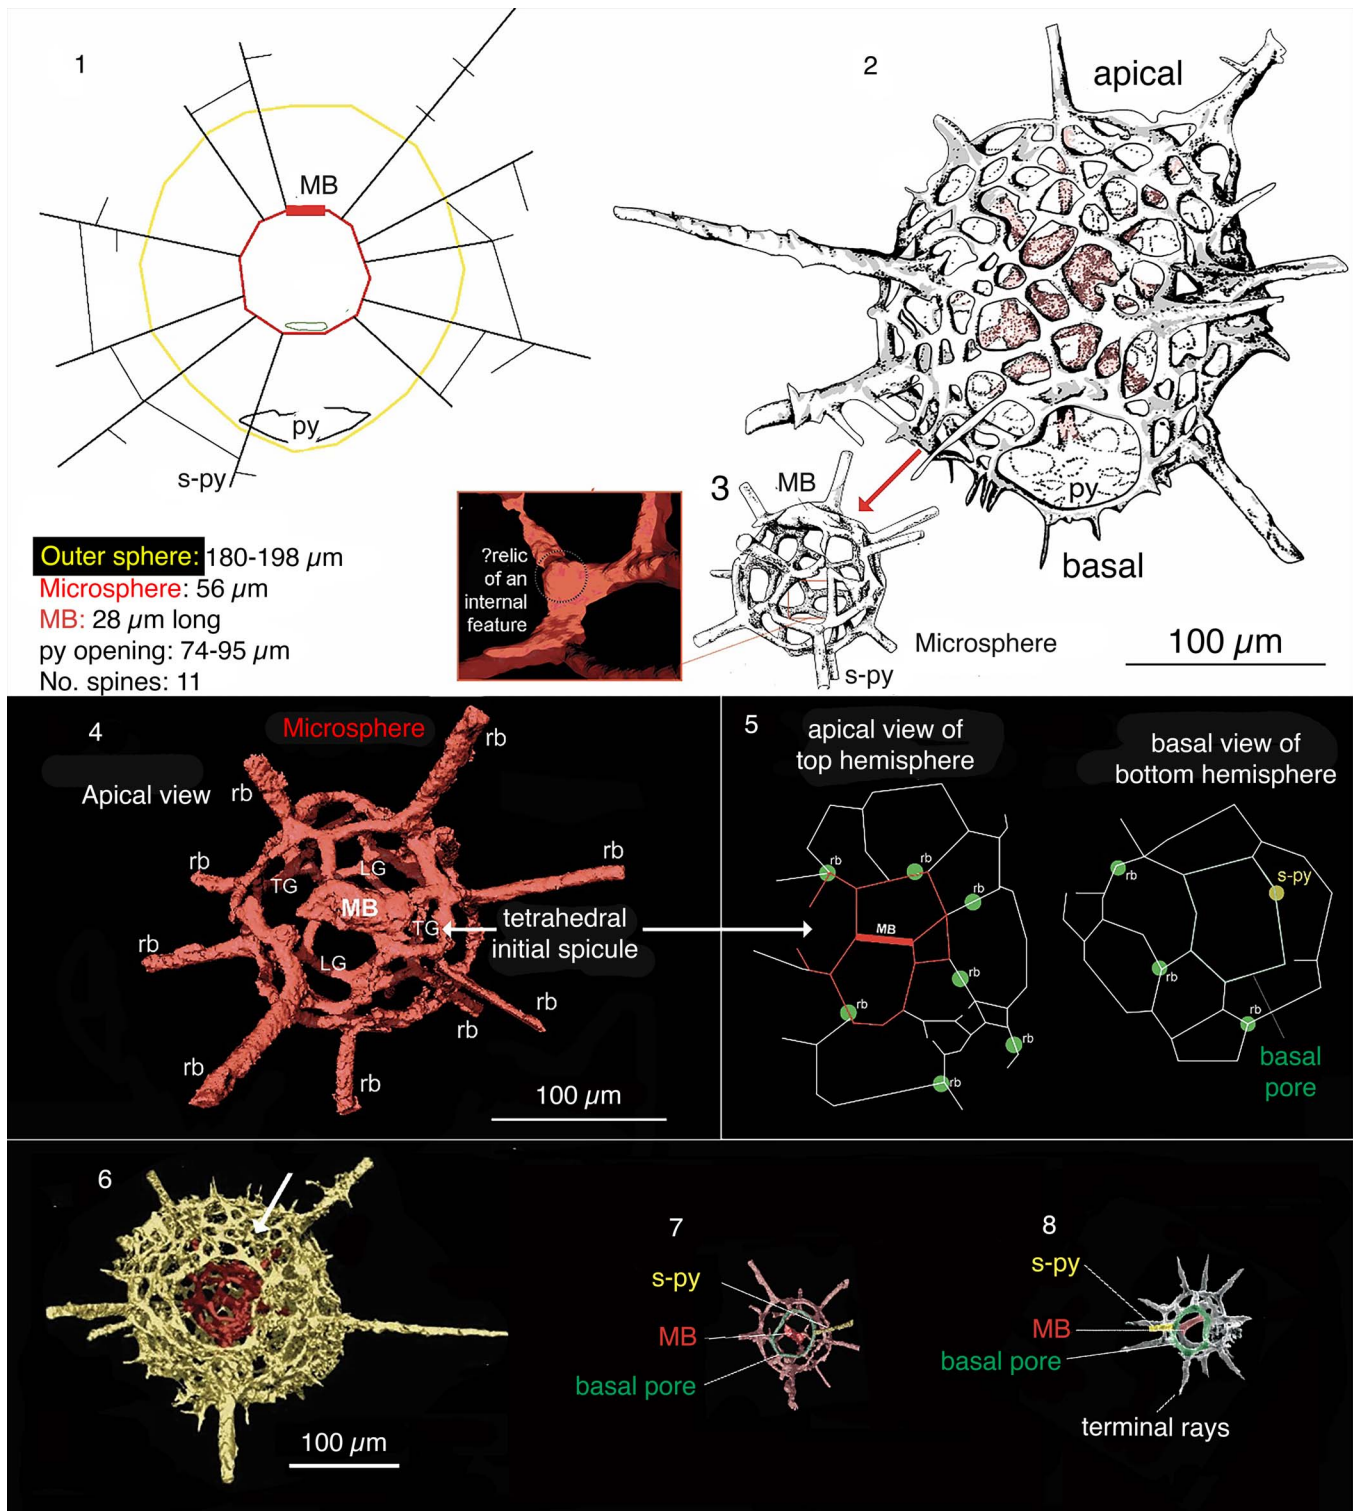 1
MB
py
s-py
2
apical
py
basal
3
MB
s-py
Microsphere
100 µm
?relic
of an
internal
feature
Outer sphere: 180-198 µm
Microsphere: 56 µm
MB: 28 µm long
py opening: 74-95 µm
No. spines: 11
4
Microsphere
Apical view
rb
rb
rb
rb
rb
LG
TG
MB
TG
LG
rb
rb
rb
rb
tetrahedral
initial spicule
100 µm
5
apical view of
top hemisphere
basal view of
bottom hemisphere
rb
rb
rb
MB
rb
rb
rb
rb
rb
s-py
rb
rb
basal
pore
6
100 µm
7
s-py
MB
basal pore
8
s-py
MB
basal pore
terminal rays